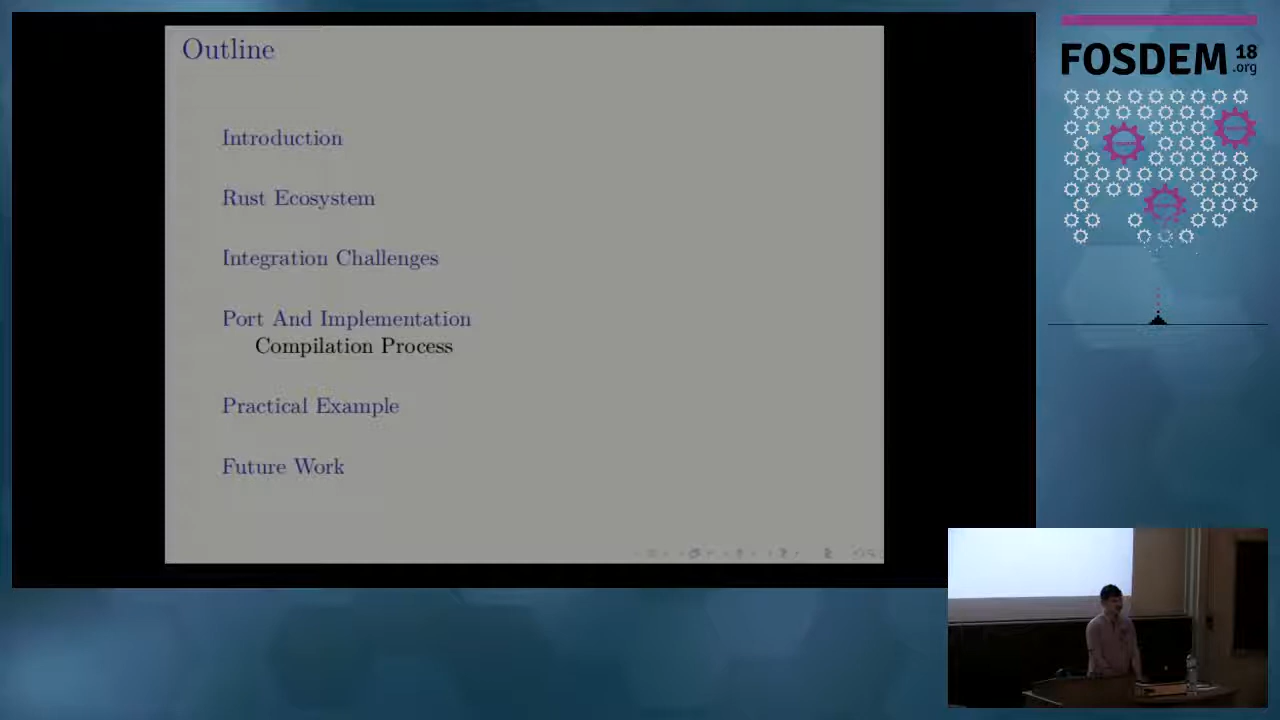 Outline
Introduction
Rust Ecosystem
Integration Challenges
Port And Implementation
Compilation Process
Practical Example
Future Work
FOSDEM 18
.org